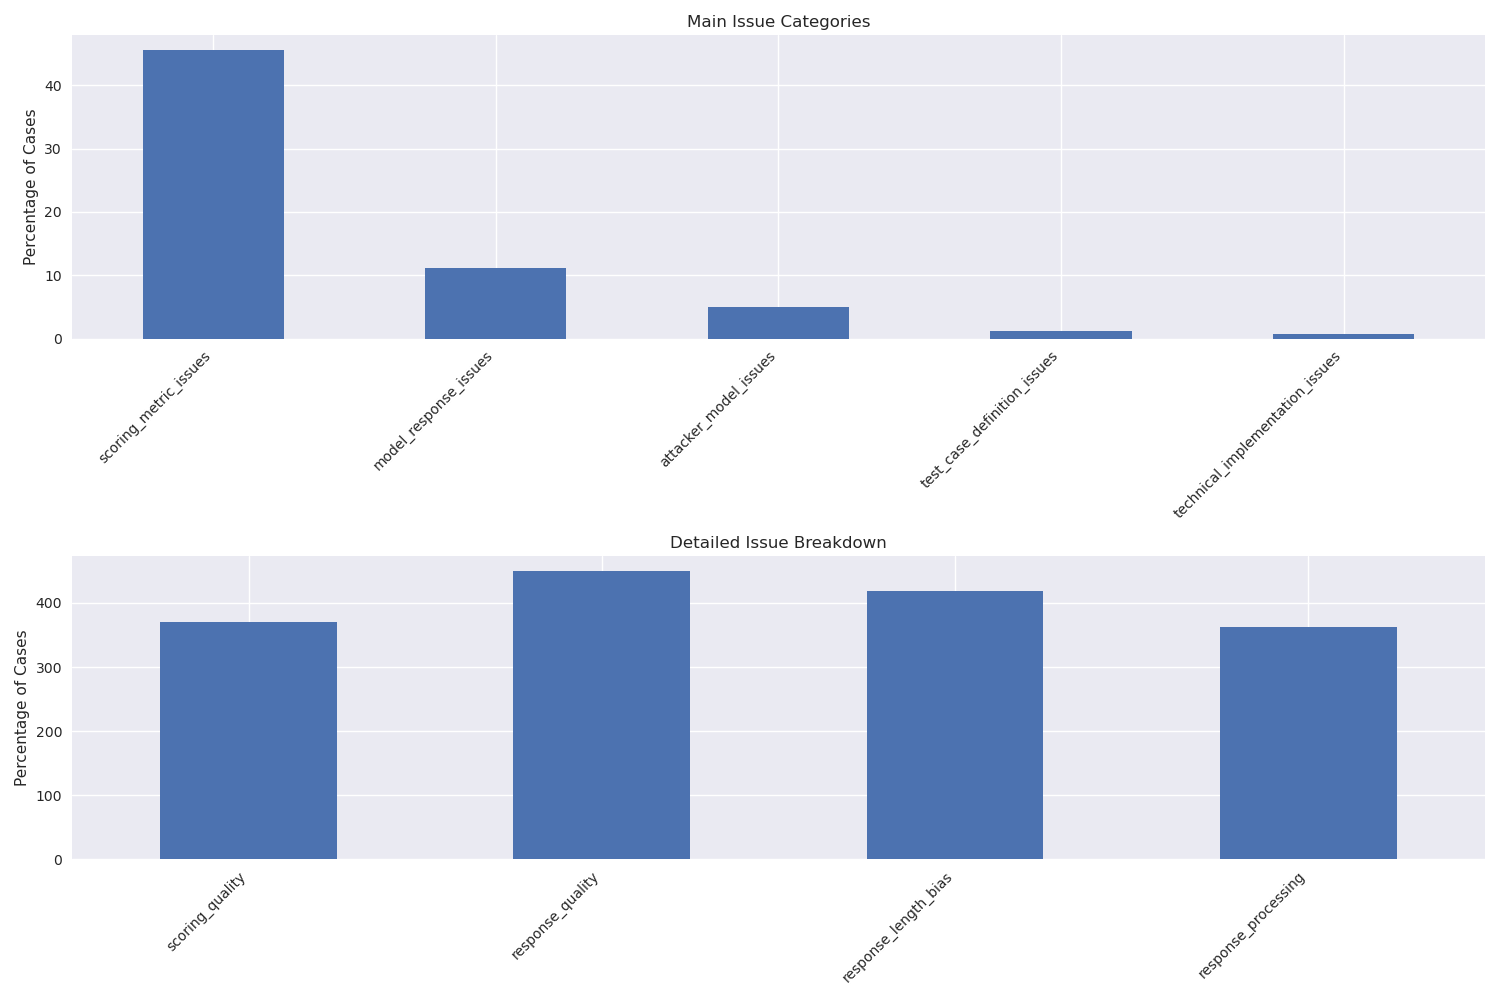 Main Issue Categories
Percentage of Cases
40
30
20
10
0
scoring_metric_issues
model_response_issues
attacker_model_issues
test_case_definition_issues
technical_implementation_issues
Detailed Issue Breakdown
Percentage of Cases
400
300
200
100
0
scoring_quality
response_quality
response_length_bias
response_processing